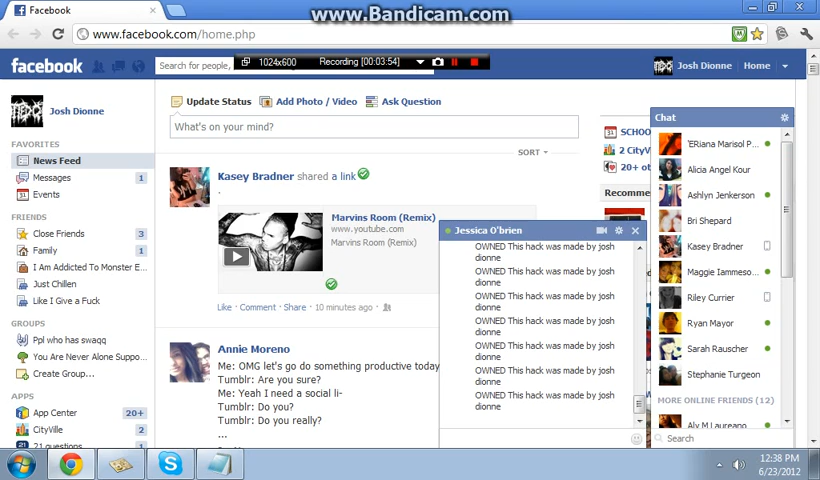 www.Bandicam.com
Facebook
www.facebook.com/home.php
facebook
Search for people,
1024x600
Recording [00:03:54]
Josh Dionne
Home
Josh Dionne
FAVORITES
News Feed
Messages 1
Events
FRIENDS
Close Friends 3
Family 1
I Am Addicted To Monster E...
Just Chillen
Like I Give a Fuck
GROUPS
Ppl who has swaqq
You Are Never Alone Suppo...
Create Group...
APPS
App Center 20+
CityVille 2
21 questions 1
Update Status
Add Photo / Video
Ask Question
What's on your mind?
SORT
Kasey Bradner shared a link
.
Marvins Room (Remix)
www.youtube.com
Marvins Room (Remix)
Like · Comment · Share · 10 minutes ago ·
Annie Moreno
Me: OMG let's go do something productive today
Tumblr: Are you sure?
Me: Yeah I need a social li-
Tumblr: Do you?
Tumblr: Do you really?
...
SCHOO
2 CityV
20+ ot
Recomme
Jessica O'brien
OWNED This hack was made by josh
dionne
OWNED This hack was made by josh
dionne
OWNED This hack was made by josh
dionne
OWNED This hack was made by josh
dionne
OWNED This hack was made by josh
dionne
OWNED This hack was made by josh
dionne
OWNED This hack was made by josh
dionne
Chat
'ERiana Marisol P...
Alicia Angel Kour
Ashlyn Jenkerson
Bri Shepard
Kasey Bradner
Maggie Iammeso...
Riley Currier
Ryan Mayor
Sarah Rauscher
Stephanie Turgeon
MORE ONLINE FRIENDS (12)
Aly M Laureano
Search
12:38 PM
6/23/2012